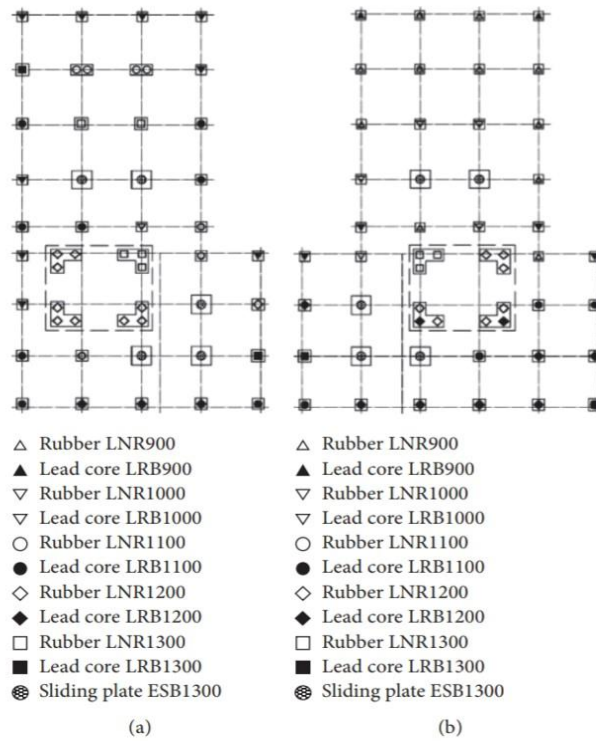 Rubber LNR900
Lead core LRB900
Rubber LNR1000
Lead core LRB1000
Rubber LNR1100
Lead core LRB1100
Rubber LNR1200
Lead core LRB1200
Rubber LNR1300
Lead core LRB1300
Sliding plate ESB1300
(a)
Rubber LNR900
Lead core LRB900
Rubber LNR1000
Lead core LRB1000
Rubber LNR1100
Lead core LRB1100
Rubber LNR1200
Lead core LRB1200
Rubber LNR1300
Lead core LRB1300
Sliding plate ESB1300
(b)